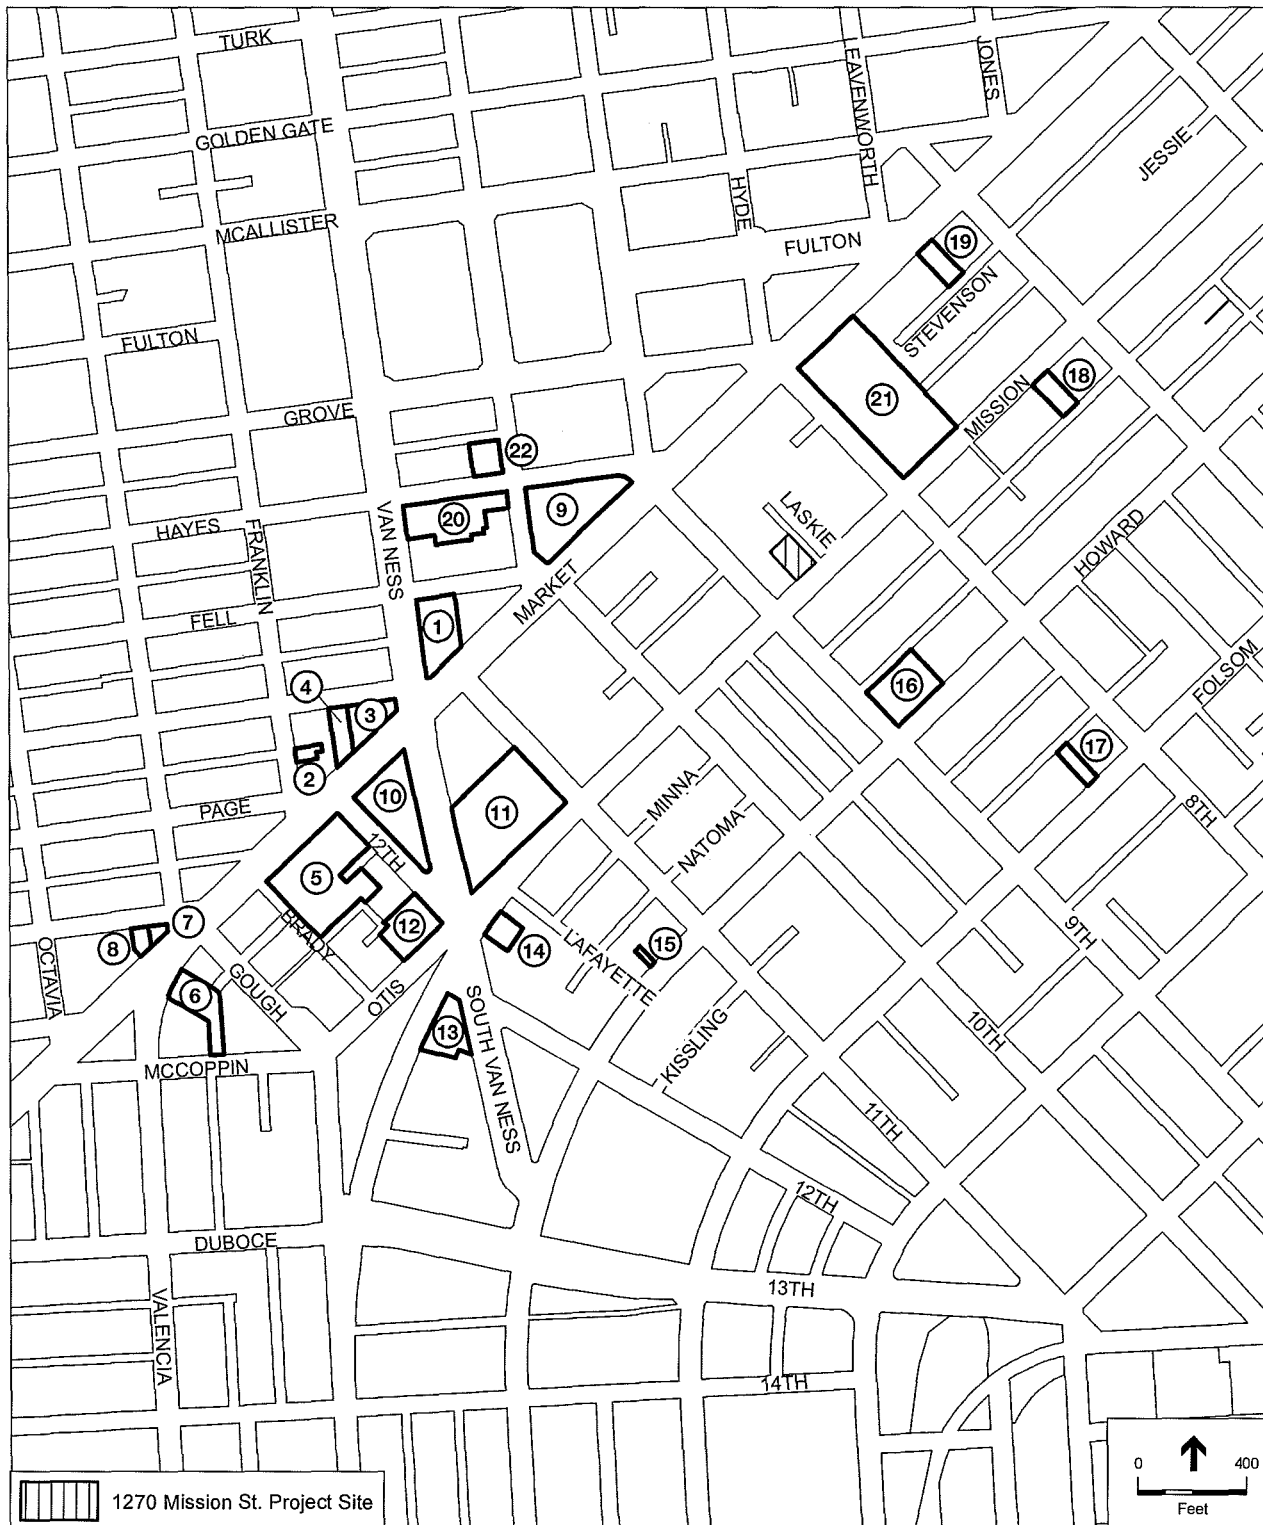 TURK
LEAVENWORTH
JONES
GOLDEN GATE
JESSIE
HYDE
MCALLISTER
FULTON
19
STEVENSON
FULTON
18
21
MISSION
GROVE
22
VAN NESS
20
9
LASKIE
HAYES
FRANKLIN
HOWARD
MARKET
FELL
1
FOLSOM
4
3
16
17
2
10
11
MINNA
PAGE
8TH
12TH
NATOMA
5
7
8
BRADY
12
14
LAFAYETTE
15
9TH
OCTAVIA
6
GOUGH
OTIS
13
SOUTH VAN NESS
KISSLING
10TH
MCCOPPIN
11TH
12TH
DUBOCE
13TH
VALENCIA
14TH
0 400
Feet
1270 Mission St. Project Site